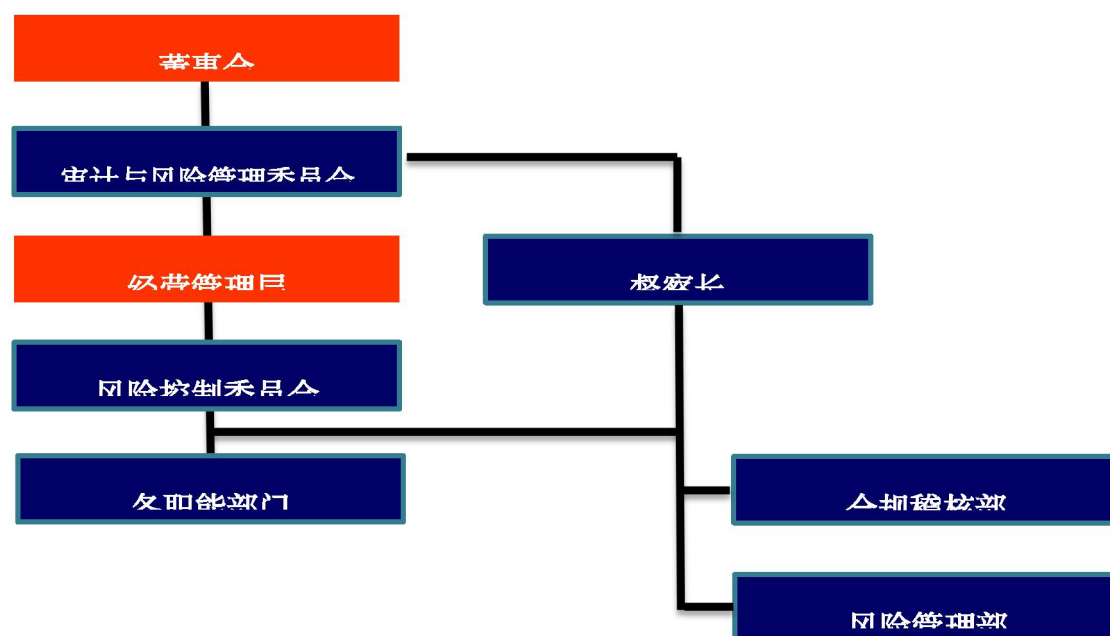 董事会
审计与风险管理委员会
经营管理层
督察长
风险控制委员会
各职能部门
合规稽核部
风险管理部